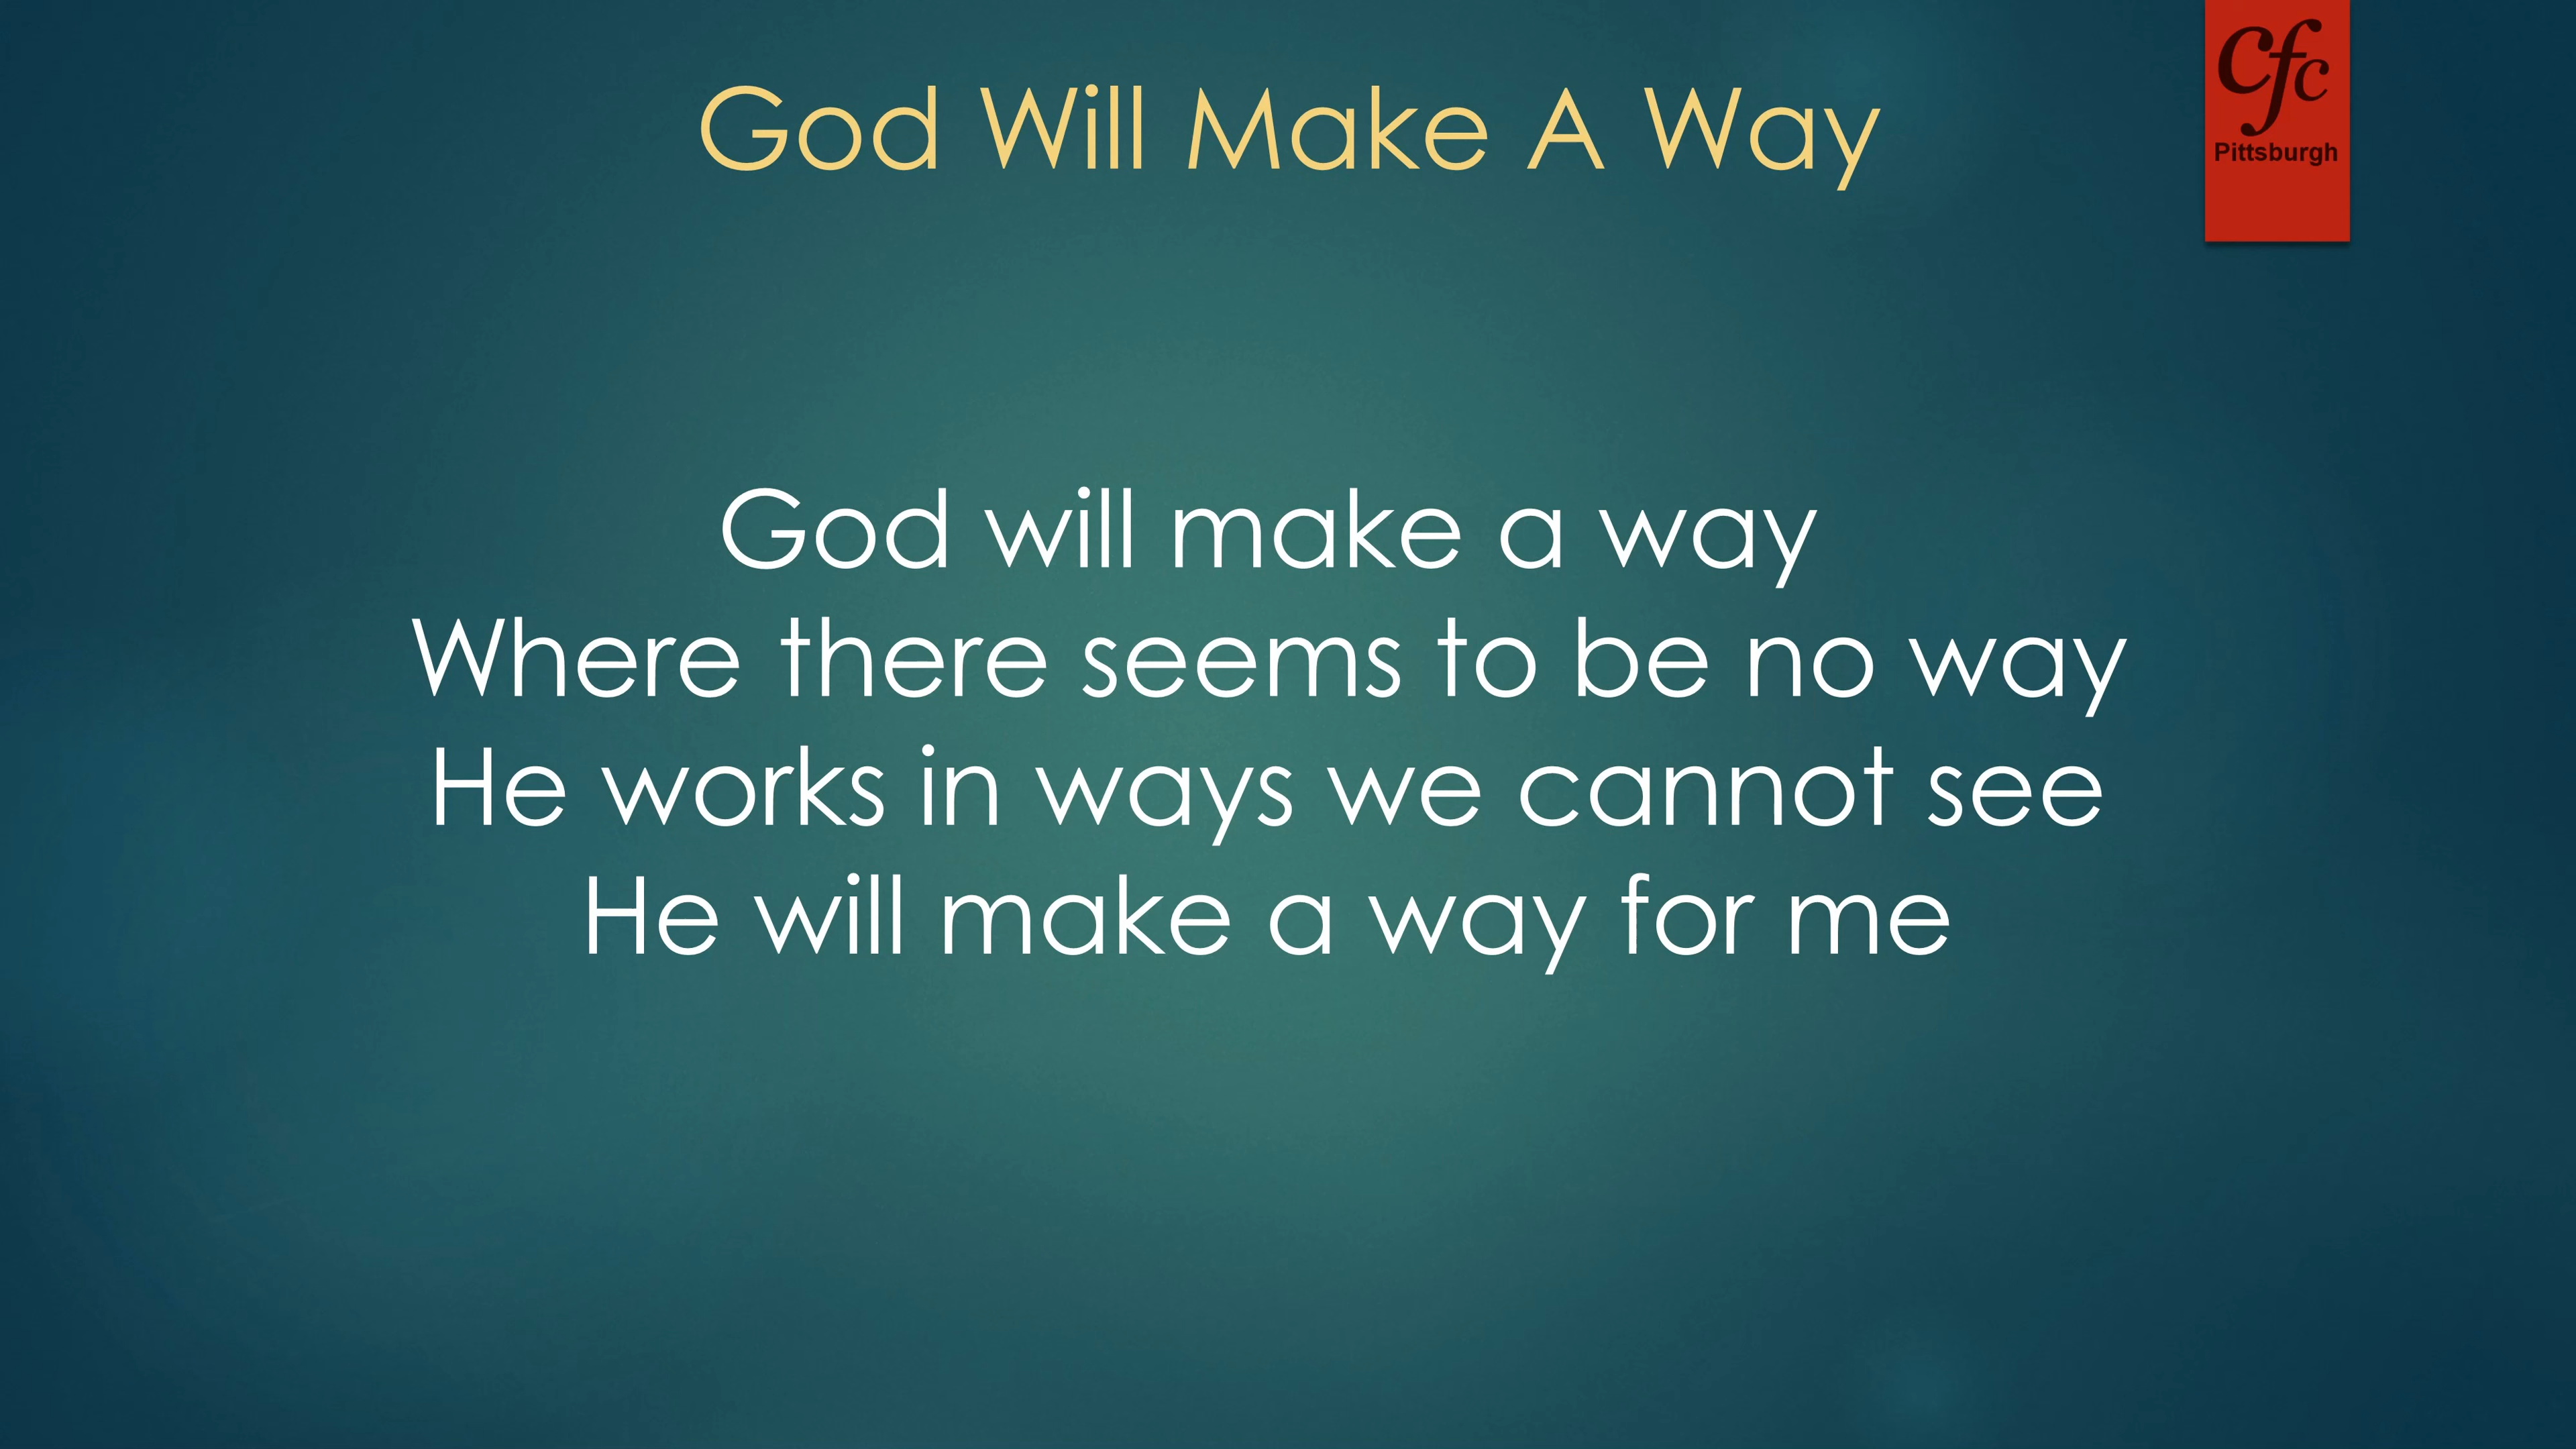 God Will Make A Way
cfc
Pittsburgh
God will make a way
Where there seems to be no way
He works in ways we cannot see
He will make a way for me